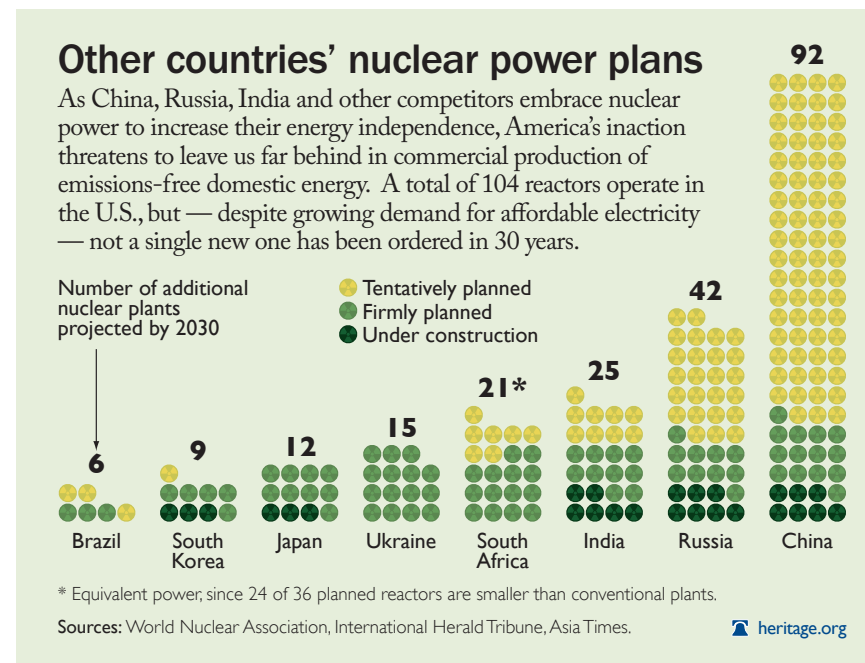 Other countries’ nuclear power plans
As China, Russia, India and other competitors embrace nuclear
power to increase their energy independence, America’s inaction
threatens to leave us far behind in commercial production of
emissions-free domestic energy. A total of 104 reactors operate in
the U.S., but — despite growing demand for affordable electricity
— not a single new one has been ordered in 30 years.
Number of additional
nuclear plants
projected by 2030
Tentatively planned
Firmly planned
Under construction
6
9
12
15
21*
25
42
92
Brazil
South
Korea
Japan
Ukraine
South
Africa
India
Russia
China
* Equivalent power, since 24 of 36 planned reactors are smaller than conventional plants.
Sources: World Nuclear Association, International Herald Tribune, Asia Times.
heritage.org